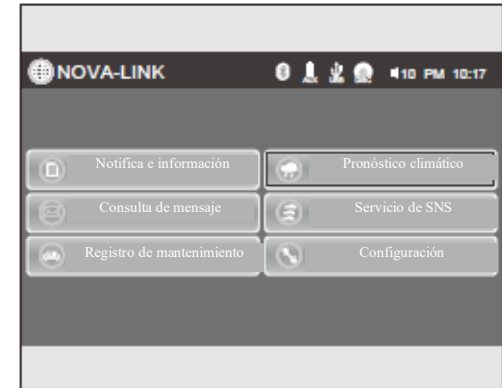 NOVA-LINK 10 PM 10:17
Notifica e información Pronóstico climático
Consulta de mensaje Servicio de SNS
Registro de mantenimiento Configuración